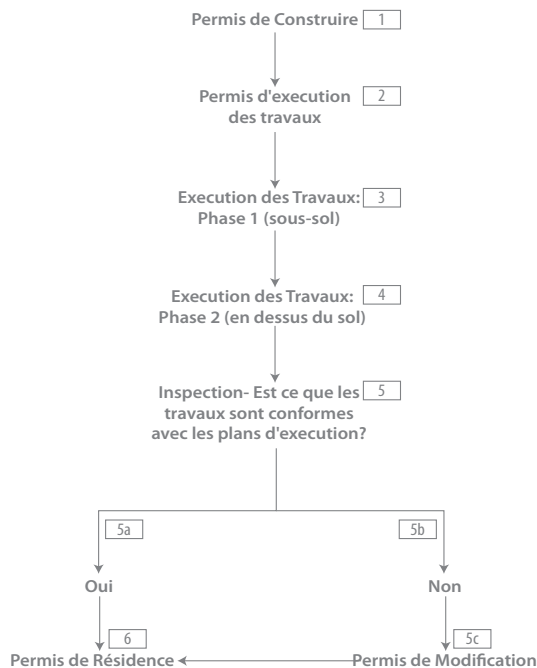 Permis de Construire 1
Permis d'execution 2
des travaux
Execution des Travaux: 3
Phase 1 (sous-sol)
Execution des Travaux: 4
Phase 2 (en dessus du sol)
Inspection- Est ce que les 5
travaux sont conformes
avec les plans d'execution?
5a 5b
Oui Non
6 5c
Permis de Résidence Permis de Modification